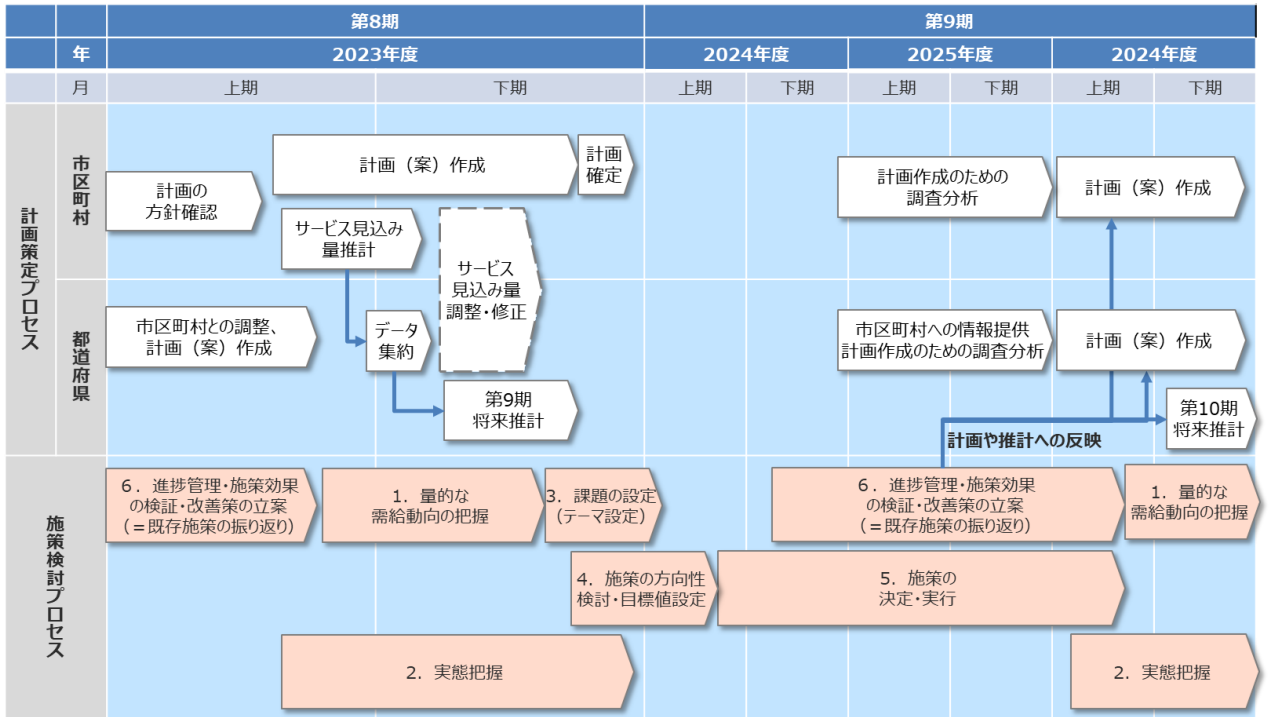 第8期
第9期
年
2023年度
2024年度
2025年度
2024年度
月
上期
下期
上期
下期
上期
下期
上期
下期
計画策定プロセス
市区町村
計画の
方針確認
計画（案）作成
計画
確定
サービス見込み
量推計
サービス
見込み量
調整・修正
計画作成のための
調査分析
計画（案）作成
都道府県
市区町村との調整、
計画（案）作成
データ
集約
第9期
将来推計
市区町村への情報提供
計画作成のための調査分析
計画（案）作成
第10期
将来推計
計画や推計への反映
施策検討プロセス
６．進捗管理・施策効果
の検証・改善策の立案
（＝既存施策の振り返り）
1．量的な
需給動向の把握
3．課題の設定
(テーマ設定)
６．進捗管理・施策効果
の検証・改善策の立案
（＝既存施策の振り返り）
1．量的な
需給動向の把握
4．施策の方向性
検討・目標値設定
5．施策の
決定・実行
2．実態把握
2．実態把握